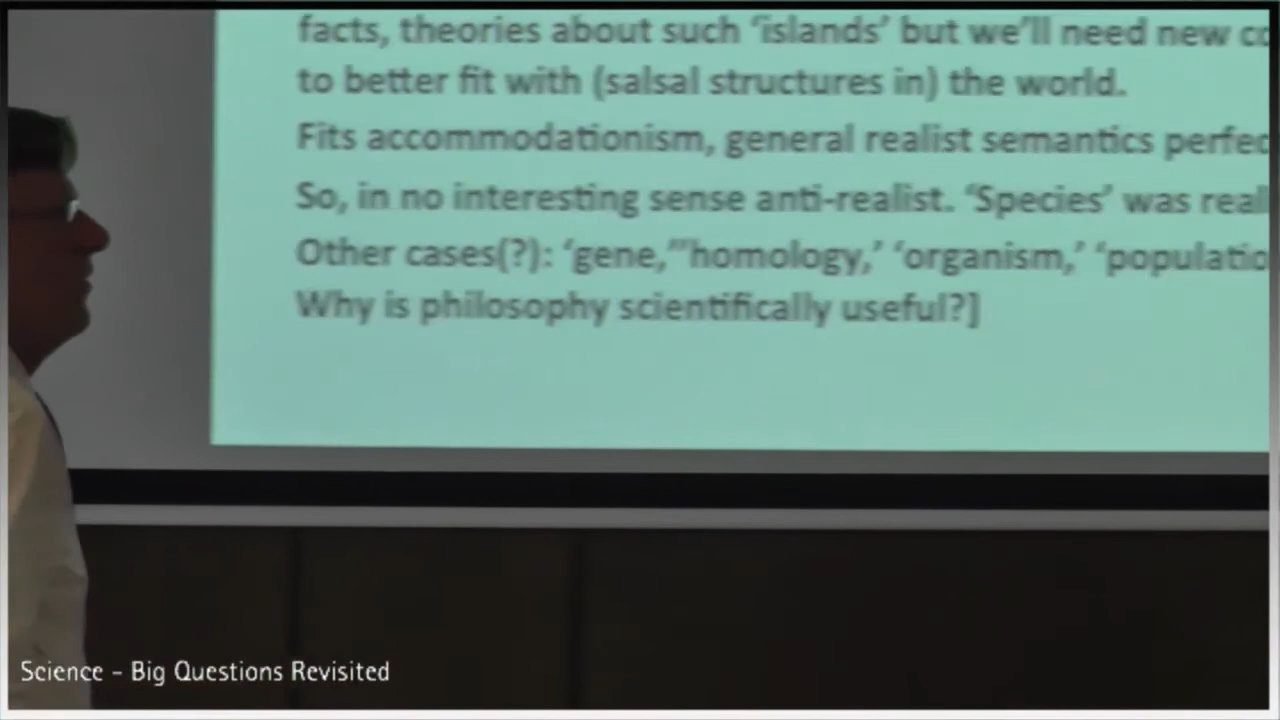 facts, theories about such ‘islands’ but we’ll need new
to better fit with (salsal structures in) the world.
Fits accommodationism, general realist semantics perfec
So, in no interesting sense anti-realist. ‘Species’ was real
Other cases(?): ‘gene,’”homology,’ ‘organism,’ ‘populatio
Why is philosophy scientifically useful?]
Science - Big Questions Revisited